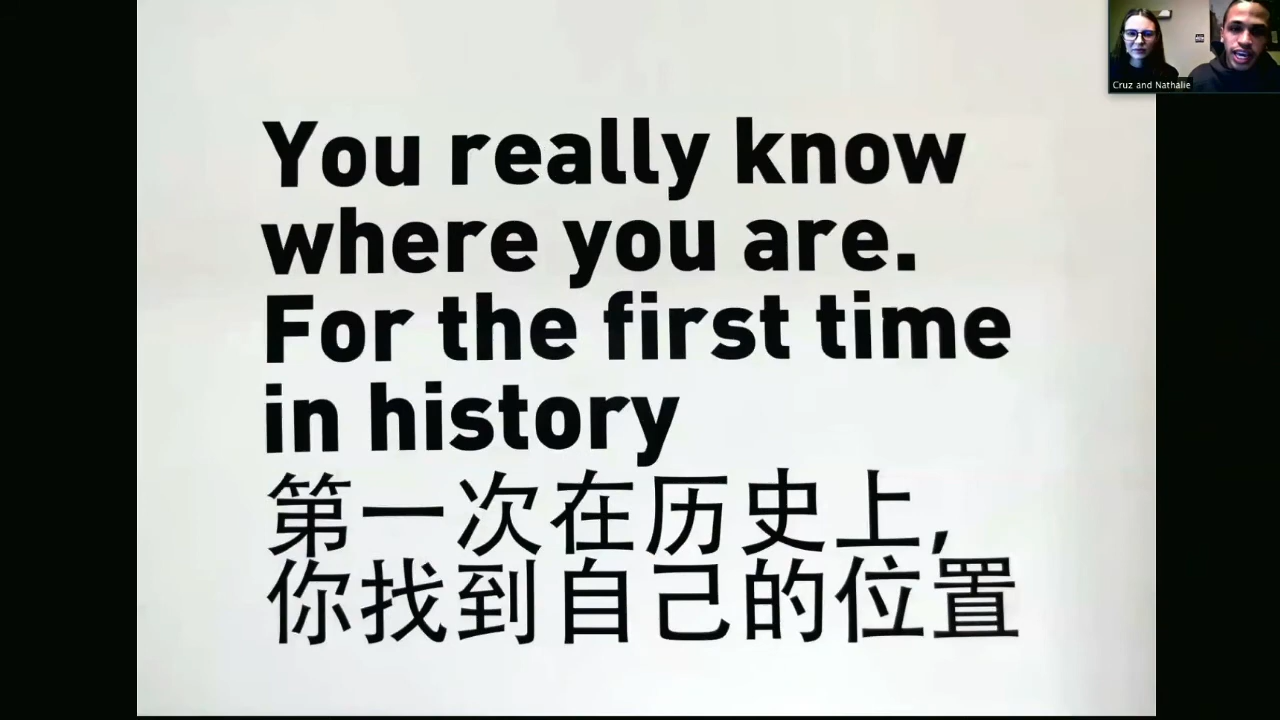 Cruz and Nathalie
You really know
where you are.
For the first time
in history
第一次在历史上,
你找到自己的位置